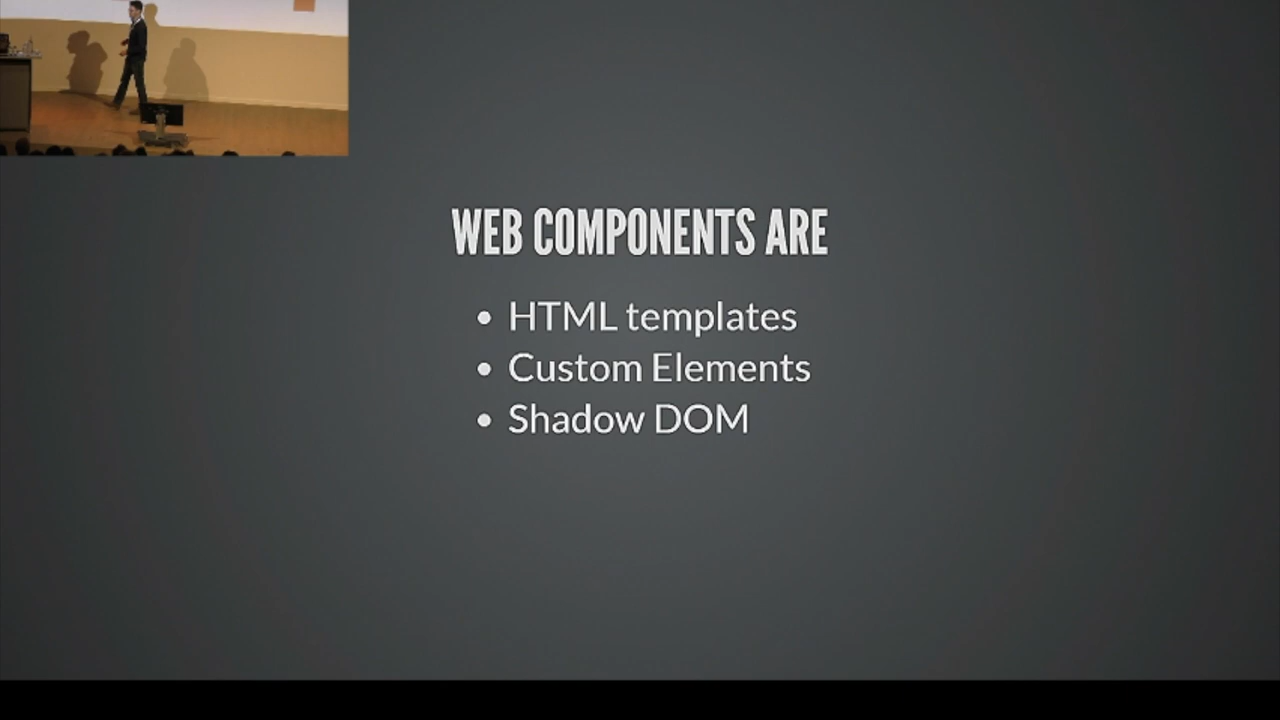 WEB COMPONENTS ARE
• HTML templates
• Custom Elements
• Shadow DOM